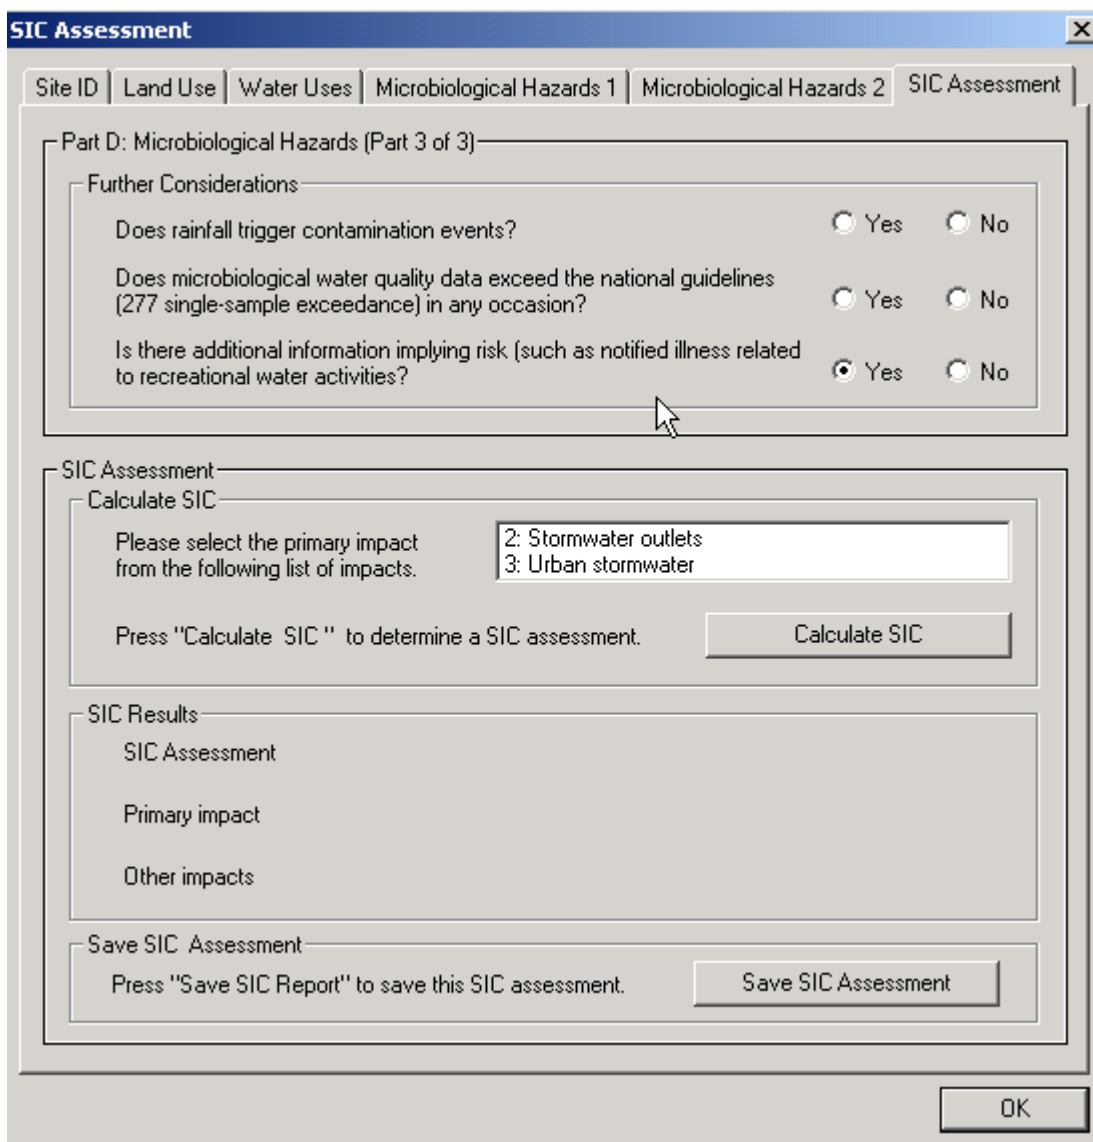 SIC Assessment
Site ID Land Use Water Uses Microbiological Hazards 1 Microbiological Hazards 2 SIC Assessment
Part D: Microbiological Hazards (Part 3 of 3)
Further Considerations
Does rainfall trigger contamination events? Yes No
Does microbiological water quality data exceed the national guidelines
(277 single-sample exceedance) in any occasion? Yes No
Is there additional information implying risk (such as notified illness related
to recreational water activities? Yes No
SIC Assessment
Calculate SIC
Please select the primary impact
from the following list of impacts.
2: Stormwater outlets
3: Urban stormwater
Press "Calculate SIC " to determine a SIC assessment. Calculate SIC
SIC Results
SIC Assessment
Primary impact
Other impacts
Save SIC Assessment
Press "Save SIC Report" to save this SIC assessment. Save SIC Assessment
OK